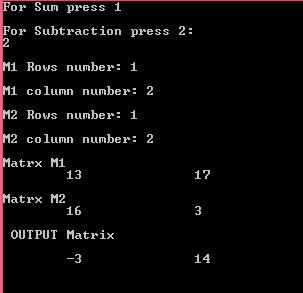 For Sum press 1
For Subtraction press 2:
2
M1 Rows number: 1
M1 column number: 2
M2 Rows number: 1
M2 column number: 2
Matrx M1
13 17
Matrx M2
16 3
OUTPUT Matrix
-3 14